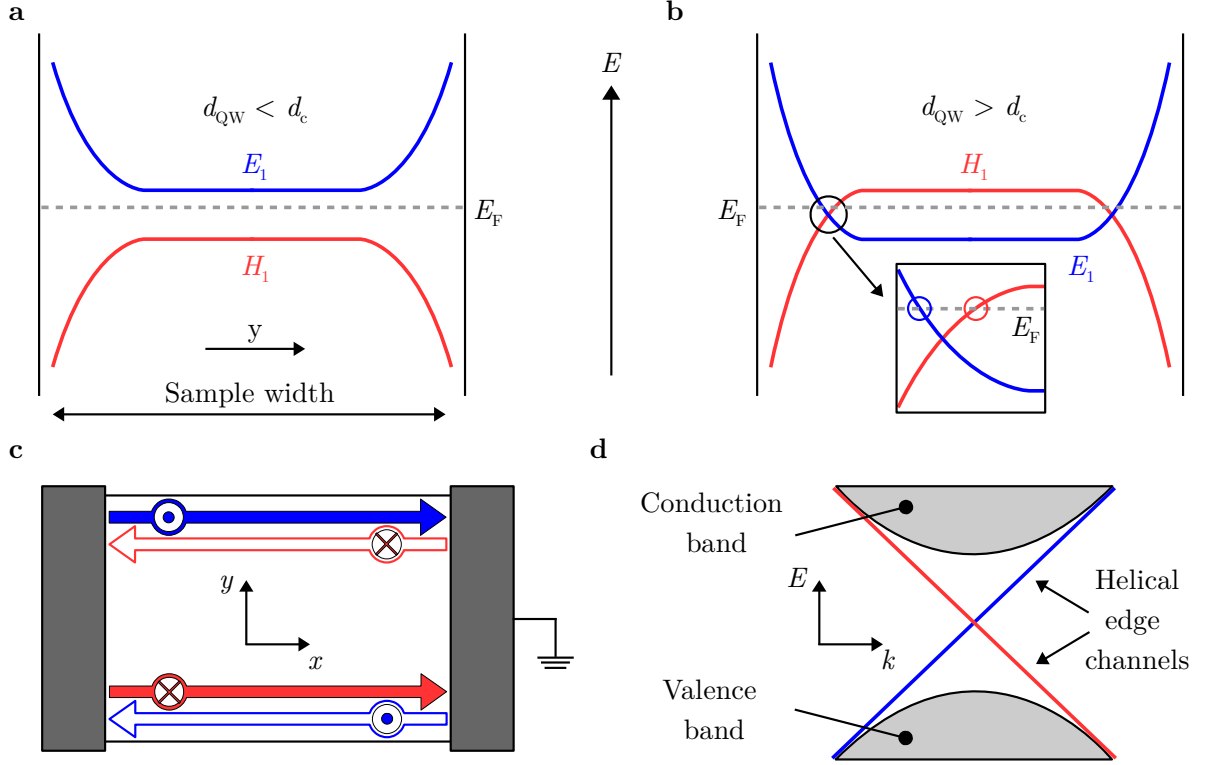 a
d_QW < d_c
E_1
E_F
H_1
y
Sample width
E
b
d_QW > d_c
H_1
E_F
E_1
E_F
c
y
x
d
Conduction
band
E
k
Helical
edge
channels
Valence
band